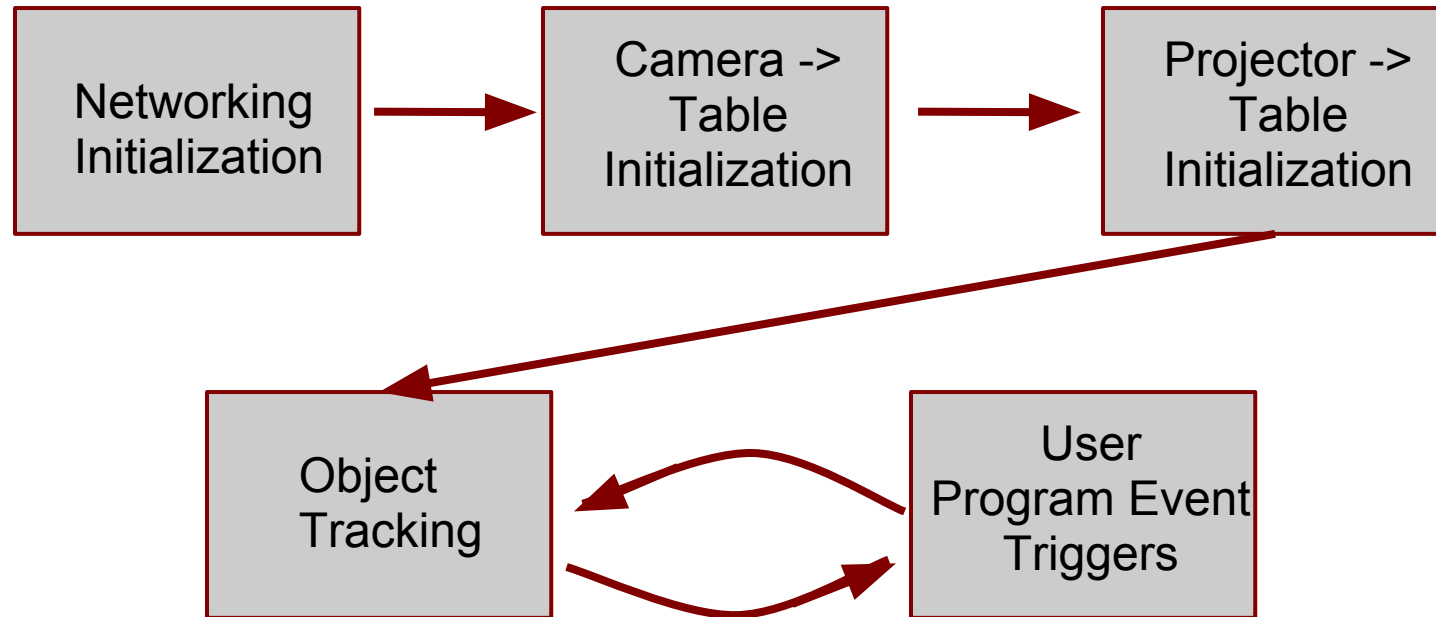 Networking
Initialization
Camera ->
Table
Initialization
Projector ->
Table
Initialization
Object
Tracking
User
Program Event
Triggers